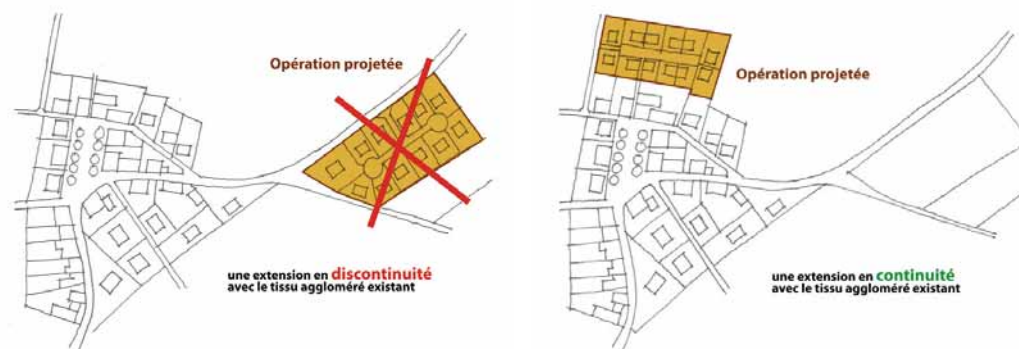 Opération projetée
une extension en discontinuité
avec le tissu aggloméré existant
Opération projetée
une extension en continuité
avec le tissu aggloméré existant